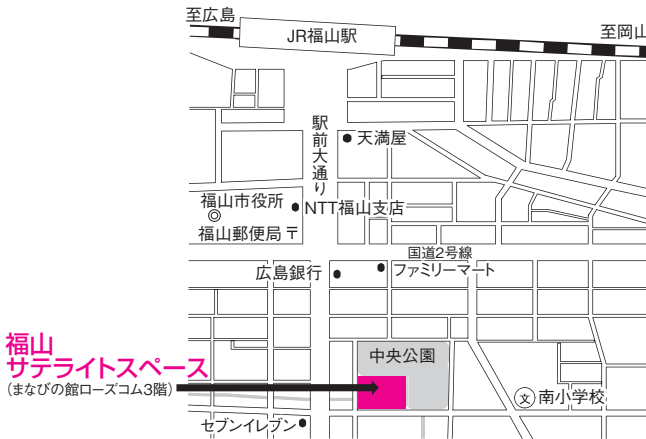 至広島
JR福山駅
至岡山
駅前大通り
天満屋
福山市役所
NTT福山支店
福山郵便局〒
国道2号線
広島銀行
ファミリーマート
福山
サテライトスペース
(まなびの館ローズコム3階)
中央公園
文
南小学校
セブンイレブン